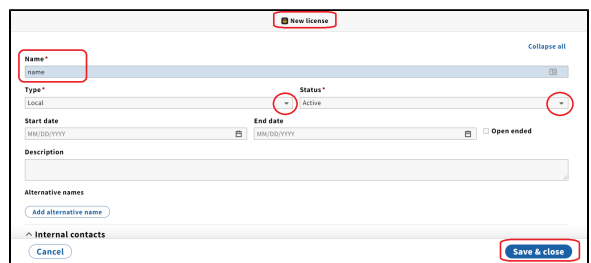 New license
Collapse all
Name*
name
Type* Status*
Local Active
Start date End date
MM/DD/YYYY MM/DD/YYYY Open ended
Description
Alternative names
Add alternative name
Internal contacts
Cancel Save & close